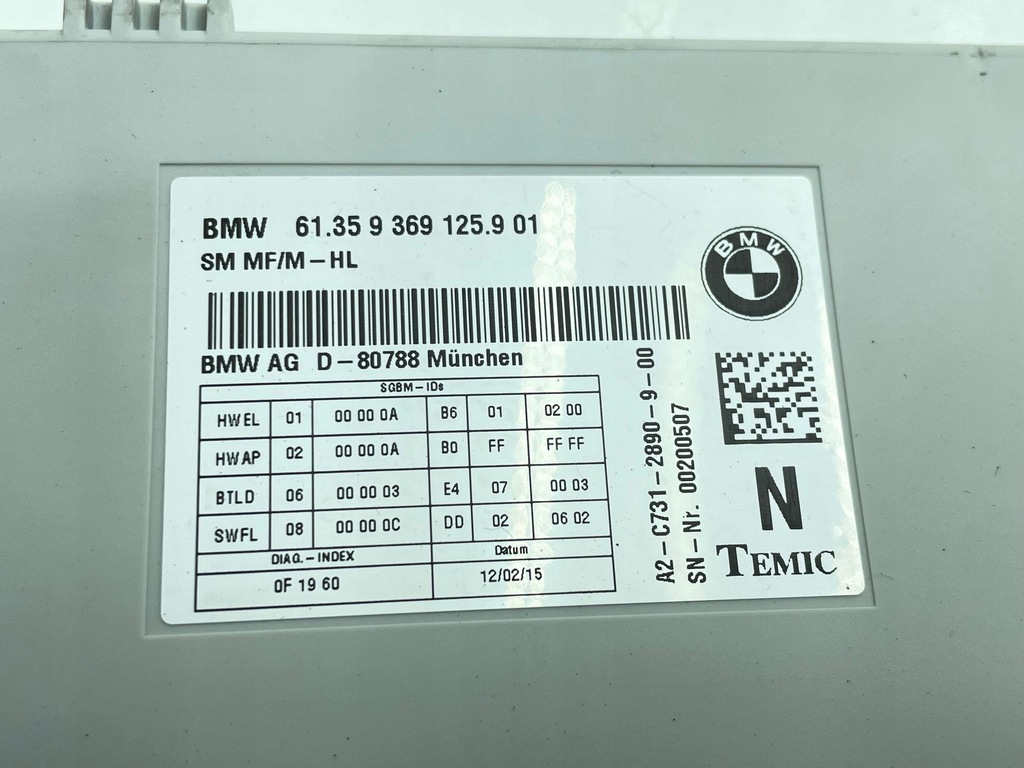 BMW 61.35 9 369 125.9 01
SM MF/M-HL
BMW
BMW AG D-80788 München
SGBM-IDs
HWEL 01 00 00 0A B6 01 02 00
HWAP 02 00 00 0A B0 FF FF FF
BTLD 06 00 00 03 E4 07 00 03
SWFL 08 00 00 0C DD 02 06 02
DIAG.-INDEX Datum
0F 19 60 12/02/15
A2-C731-2890-9-00
SN-Nr. 00200507
N
TEMIC